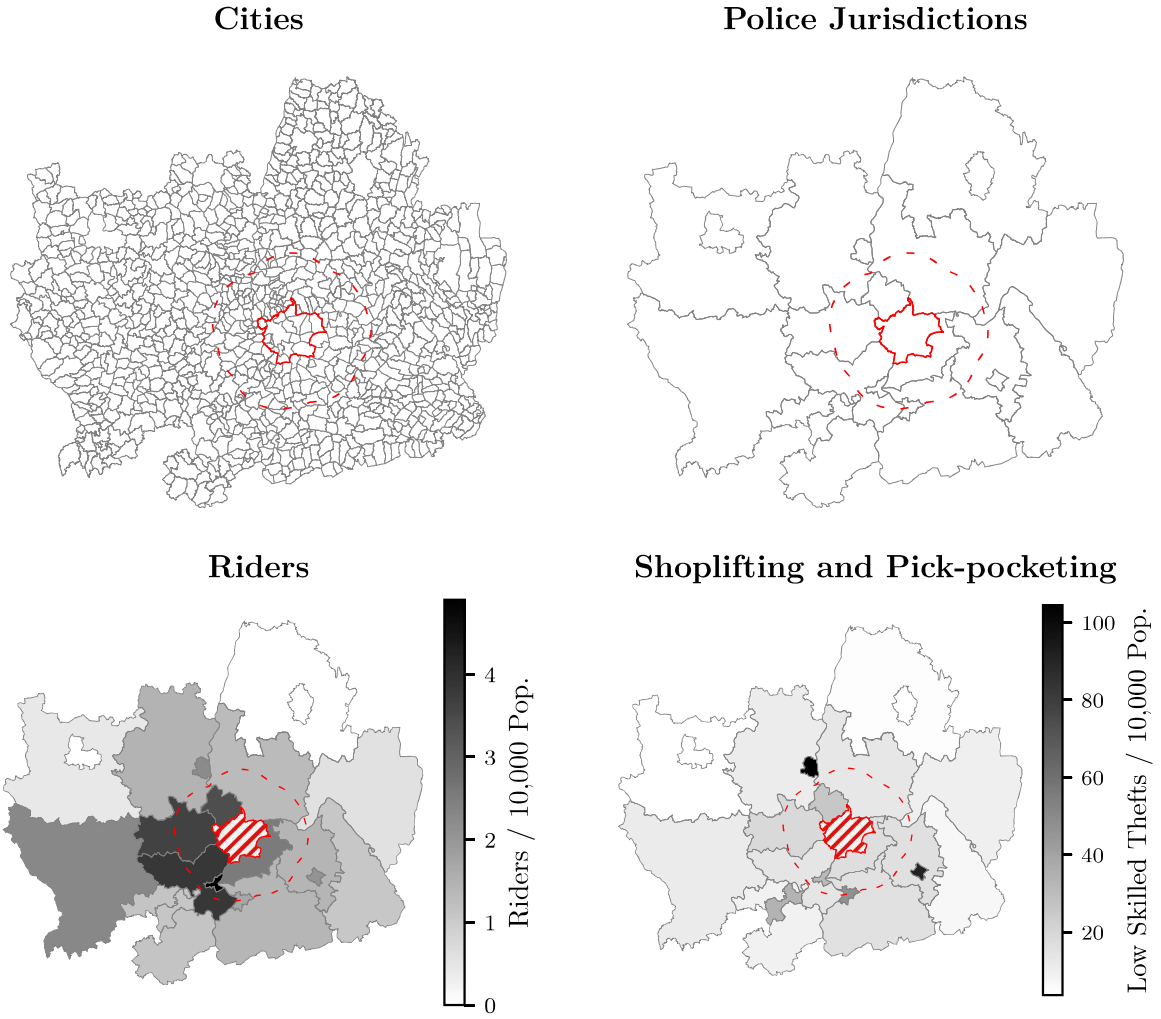 Cities
Police Jurisdictions
Riders
Shoplifting and Pick-pocketing
4
3
2
1
0
Riders / 10,000 Pop.
100
80
60
40
20
Low Skilled Thefts / 10,000 Pop.